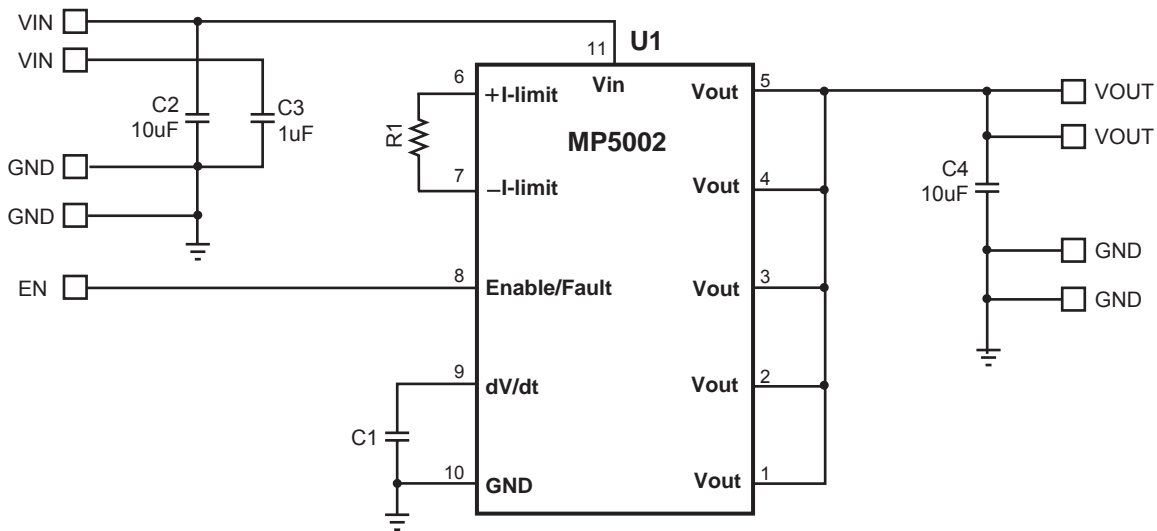 VIN
VIN
C2
10uF
C3
1uF
GND
GND
EN
R1
C1
U1
11
Vin
MP5002
6
+I-limit
7
−I-limit
8
Enable/Fault
9
dV/dt
10
GND
Vout
5
Vout
4
Vout
3
Vout
2
Vout
1
C4
10uF
VOUT
VOUT
GND
GND